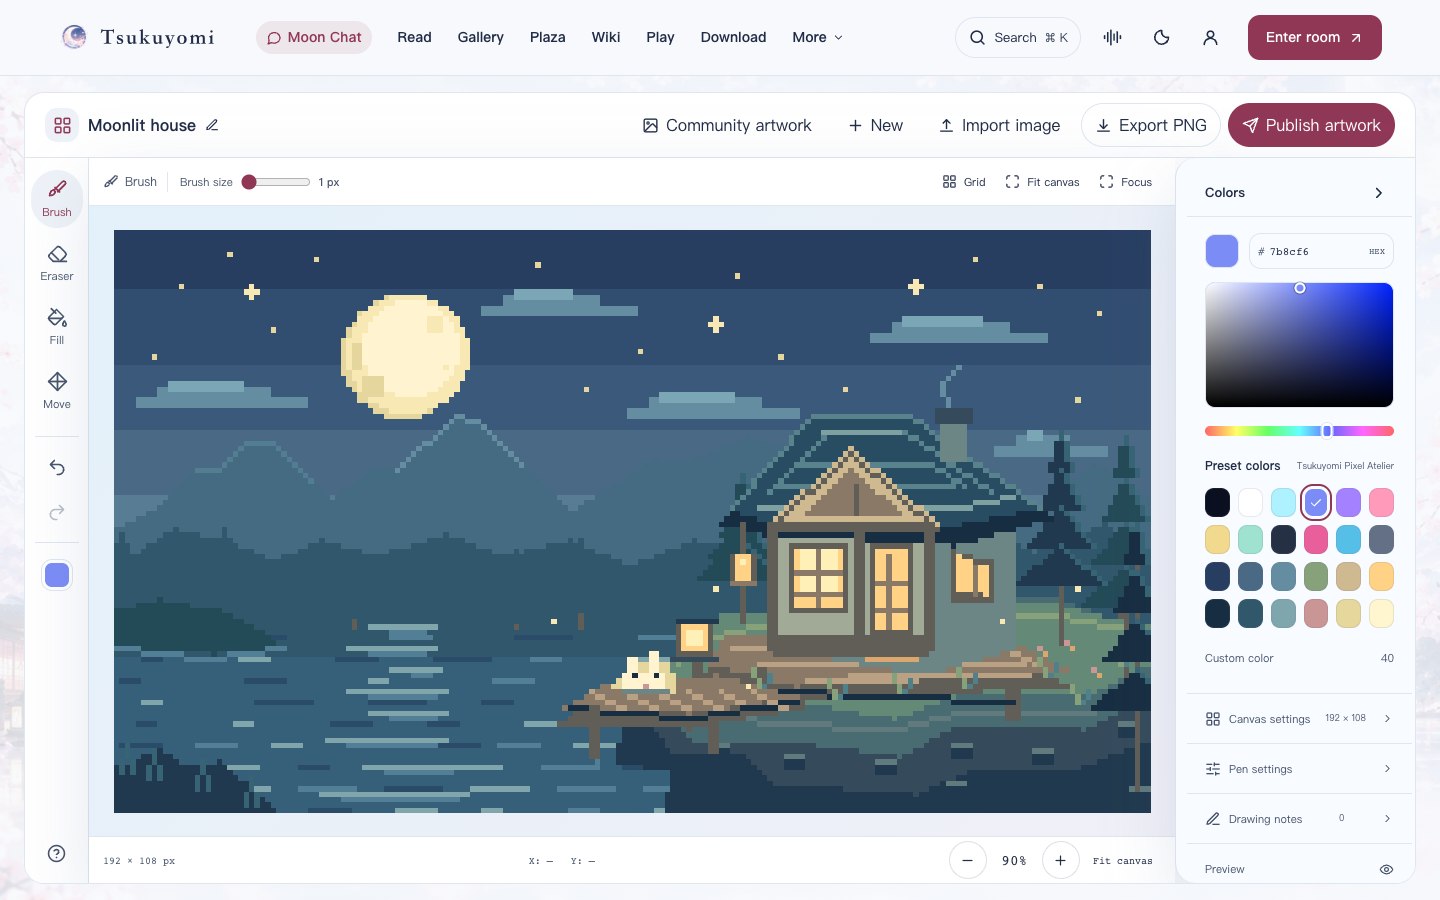 Tsukuyomi
Moon Chat
Read
Gallery
Plaza
Wiki
Play
Download
More
Search ⌘ K
Enter room
Moonlit house
Community artwork
New
Import image
Export PNG
Publish artwork
Brush
Brush size
1 px
Grid
Fit canvas
Focus
Brush
Eraser
Fill
Move
Colors
# 7b8cf6 HEX
Preset colors
Tsukuyomi Pixel Atelier
Custom color 40
Canvas settings 192 × 108
Pen settings
Drawing notes 0
Preview
192 × 108 px
X: — Y: —
90%
Fit canvas